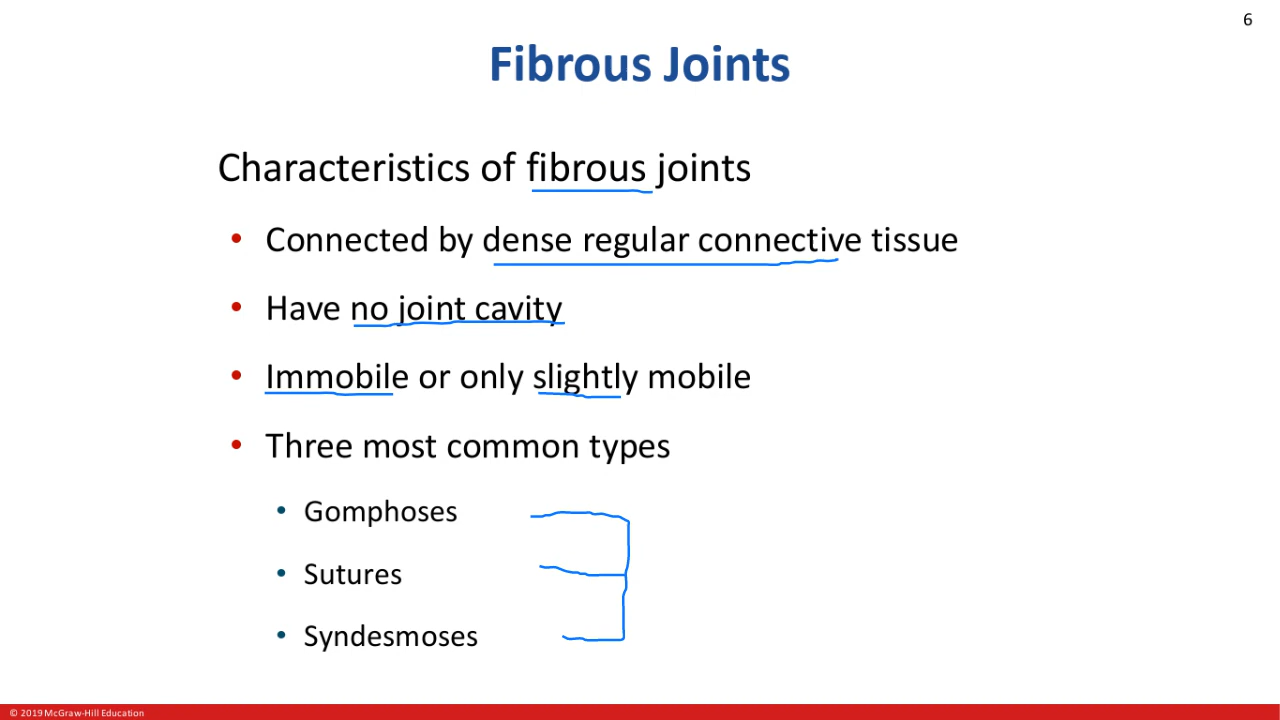 6
Fibrous Joints
Characteristics of fibrous joints
• Connected by dense regular connective tissue
• Have no joint cavity
• Immobile or only slightly mobile
• Three most common types
• Gomphoses
• Sutures
• Syndesmoses
© 2019 McGraw-Hill Education